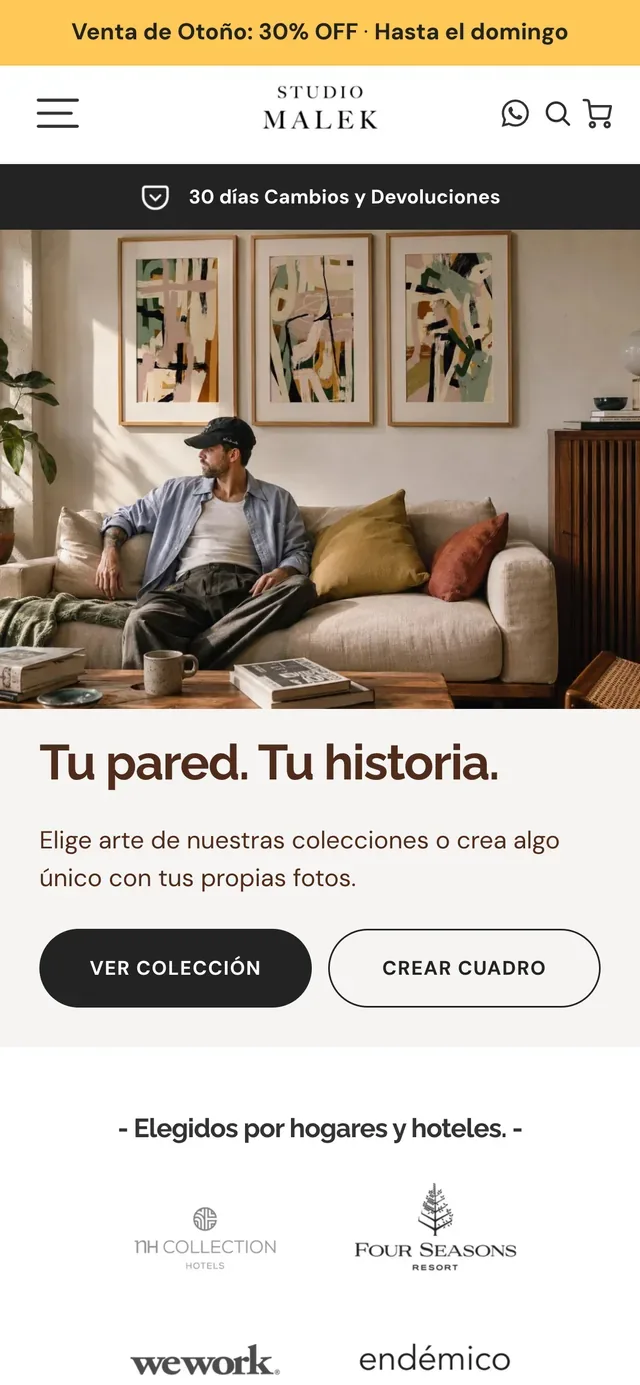 Venta de Otoño: 30% OFF · Hasta el domingo
STUDIO
MALEK
30 días Cambios y Devoluciones
Tu pared. Tu historia.
Elige arte de nuestras colecciones o crea algo
único con tus propias fotos.
VER COLECCIÓN
CREAR CUADRO
- Elegidos por hogares y hoteles. -
NH COLLECTION
HOTELS
FOUR SEASONS
RESORT
wework®
endémico